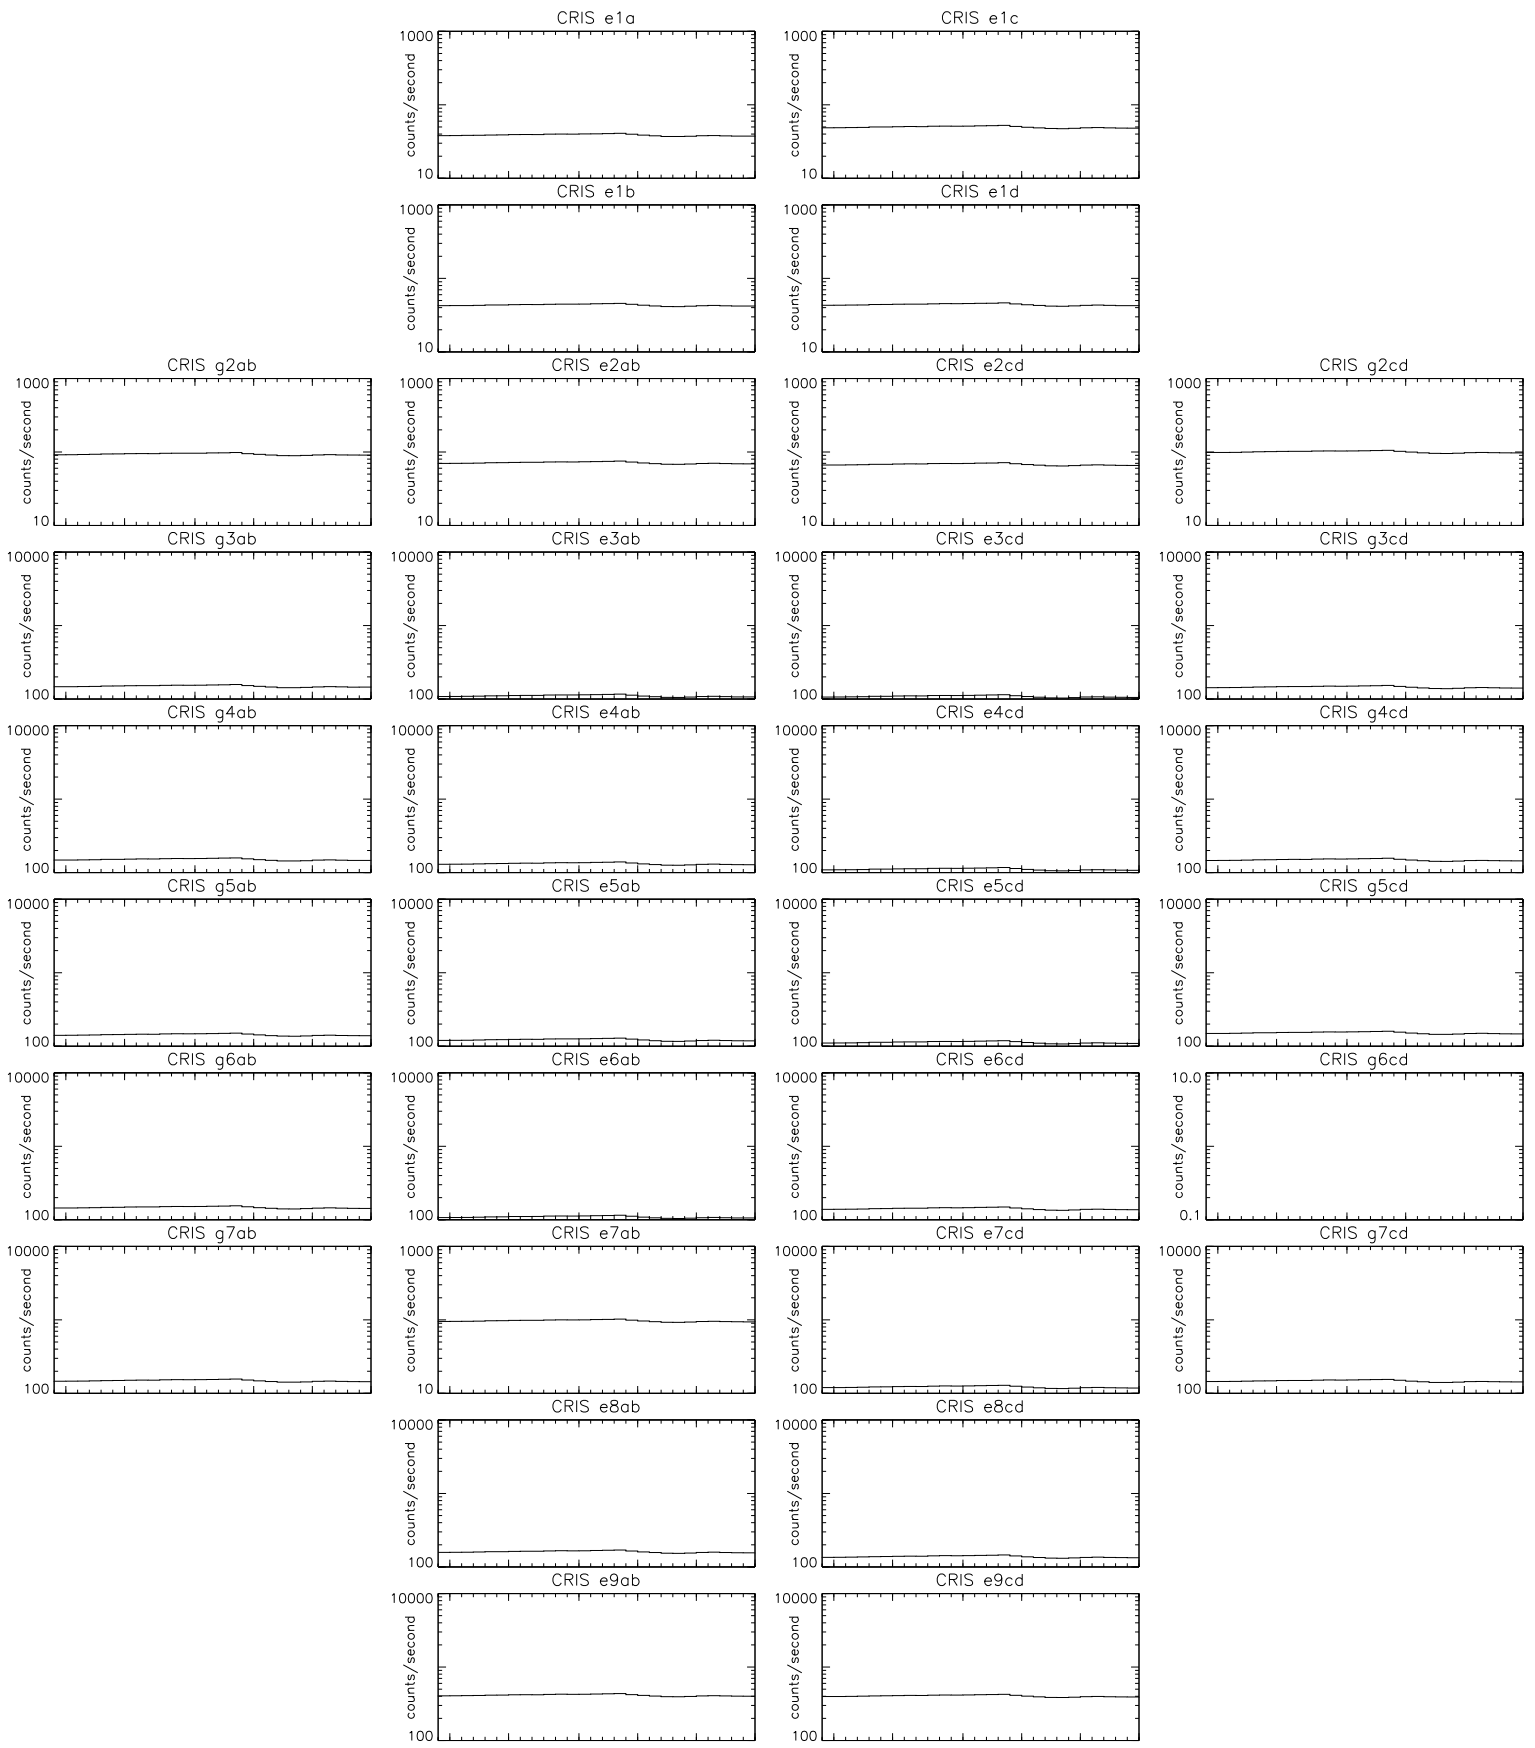 CRIS e1a CRIS e1c
1000 1000
counts/second counts/second
10 10
CRIS e1b CRIS e1d
1000 1000
counts/second counts/second
10 10
CRIS g2ab CRIS e2ab CRIS e2cd CRIS g2cd
1000 1000 1000 1000
counts/second counts/second counts/second counts/second
10 10 10 10
CRIS g3ab CRIS e3ab CRIS e3cd CRIS g3cd
10000 10000 10000 10000
counts/second counts/second counts/second counts/second
100 100 100 100
CRIS g4ab CRIS e4ab CRIS e4cd CRIS g4cd
10000 10000 10000 10000
counts/second counts/second counts/second counts/second
100 100 100 100
CRIS g5ab CRIS e5ab CRIS e5cd CRIS g5cd
10000 10000 10000 10000
counts/second counts/second counts/second counts/second
100 100 100 100
CRIS g6ab CRIS e6ab CRIS e6cd CRIS g6cd
10000 10000 10000 10.0
counts/second counts/second counts/second counts/second
100 100 100 0.1
CRIS g7ab CRIS e7ab CRIS e7cd CRIS g7cd
10000 1000 10000 10000
counts/second counts/second counts/second counts/second
100 10 100 100
CRIS e8ab CRIS e8cd
10000 10000
counts/second counts/second
100 100
CRIS e9ab CRIS e9cd
10000 10000
counts/second counts/second
100 100